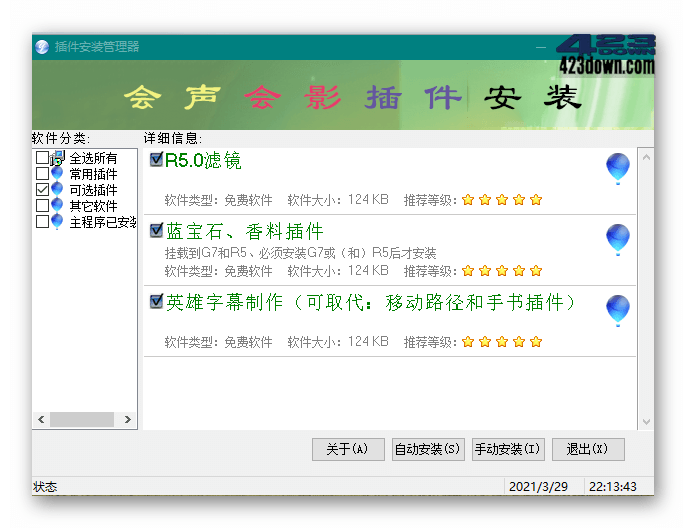 插件安装管理器
423
423down.com
会声会影插件安装
软件分类:
详细信息:
全选所有
常用插件
可选插件
其它软件
主程序已安装
R5.0滤镜
软件类型: 免费软件 软件大小: 124 KB 推荐等级:
蓝宝石、香料插件
挂载到G7和R5、必须安装G7或（和）R5后才安装
软件类型: 免费软件 软件大小: 124 KB 推荐等级:
英雄字幕制作（可取代：移动路径和手书插件）
软件类型: 免费软件 软件大小: 124 KB 推荐等级:
关于(A) 自动安装(S) 手动安装(I) 退出(X)
状态 2021/3/29 22:13:43